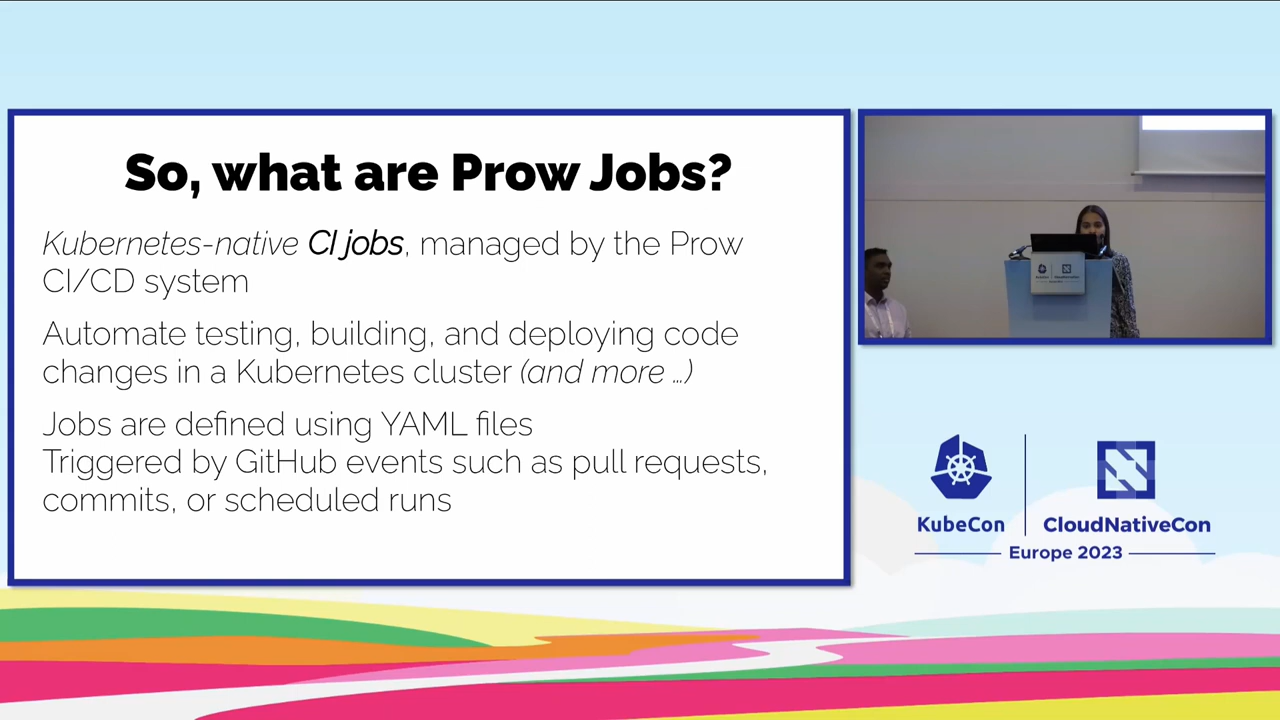 So, what are Prow Jobs?
Kubernetes-native CI jobs, managed by the Prow
CI/CD system
Automate testing, building, and deploying code
changes in a Kubernetes cluster (and more ...)
Jobs are defined using YAML files
Triggered by GitHub events such as pull requests,
commits, or scheduled runs
KubeCon
CloudNativeCon
Europe 2023